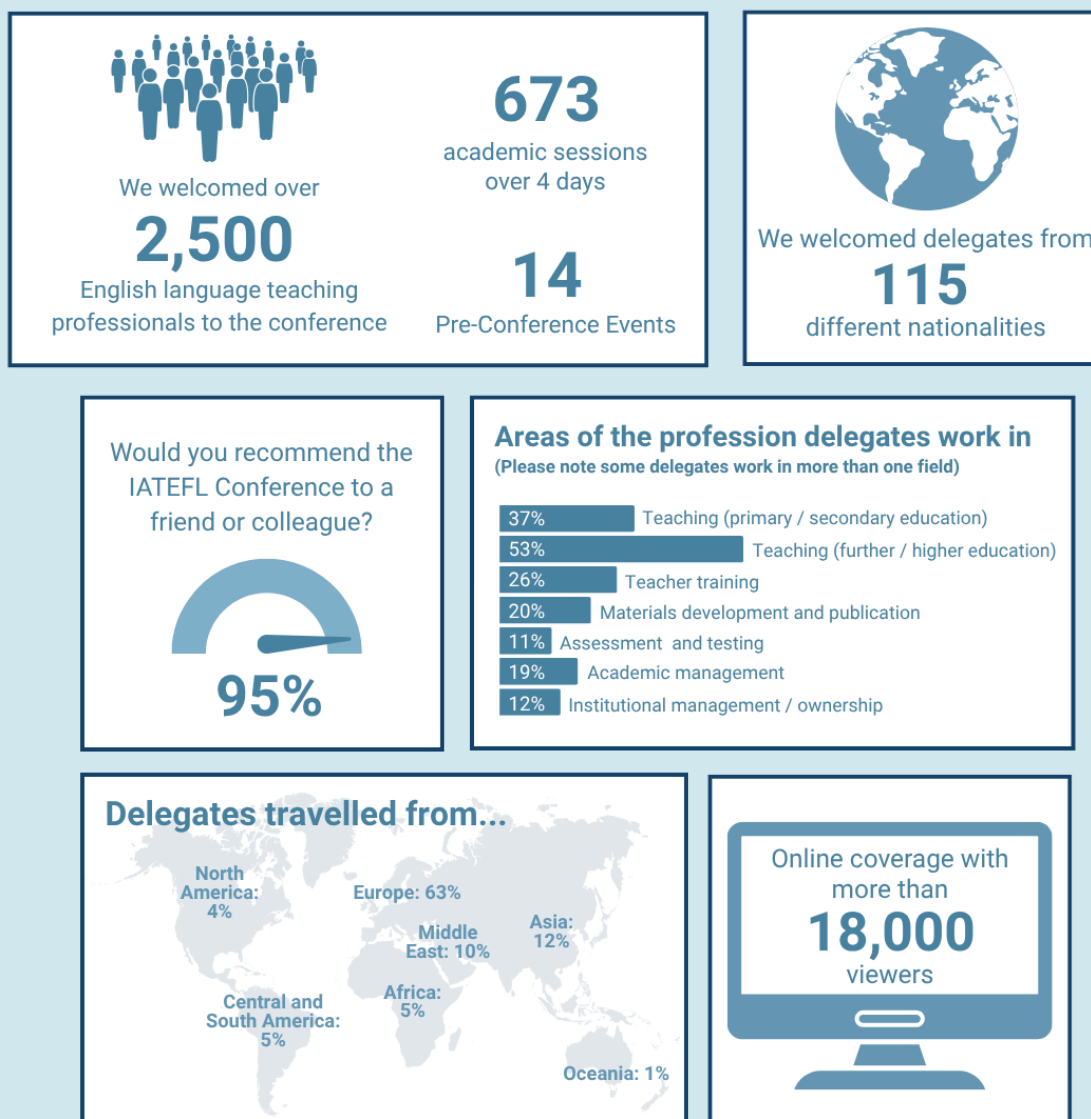 We welcomed over
2,500
English language teaching
professionals to the conference
673
academic sessions
over 4 days
14
Pre-Conference Events
We welcomed delegates from
115
different nationalities
Would you recommend the
IATEFL Conference to a
friend or colleague?
95%
Areas of the profession delegates work in
(Please note some delegates work in more than one field)
37% Teaching (primary / secondary education)
53% Teaching (further / higher education)
26% Teacher training
20% Materials development and publication
11% Assessment and testing
19% Academic management
12% Institutional management / ownership
Delegates travelled from...
North
America:
4%
Europe: 63%
Middle
East: 10%
Asia:
12%
Africa:
5%
Central and
South America:
5%
Oceania: 1%
Online coverage with
more than
18,000
viewers